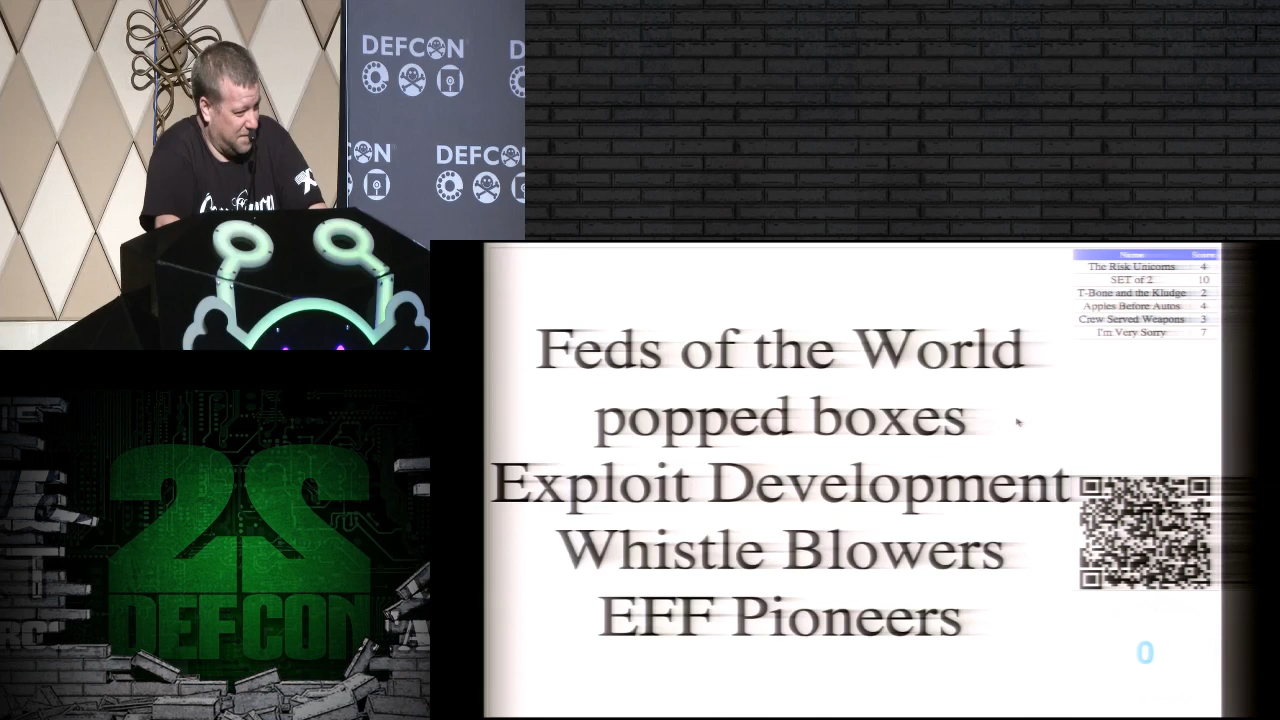 DEFCON
DEFCON
Name Score
The Risk Unicorns 4
SET of 2 10
T-Bone and the Kludge 2
Apples Before Autos 4
Crew Served Weapons 3
I'm Very Sorry 7
Feds of the World
popped boxes
Exploit Development
Whistle Blowers
EFF Pioneers
0
22
DEFCON